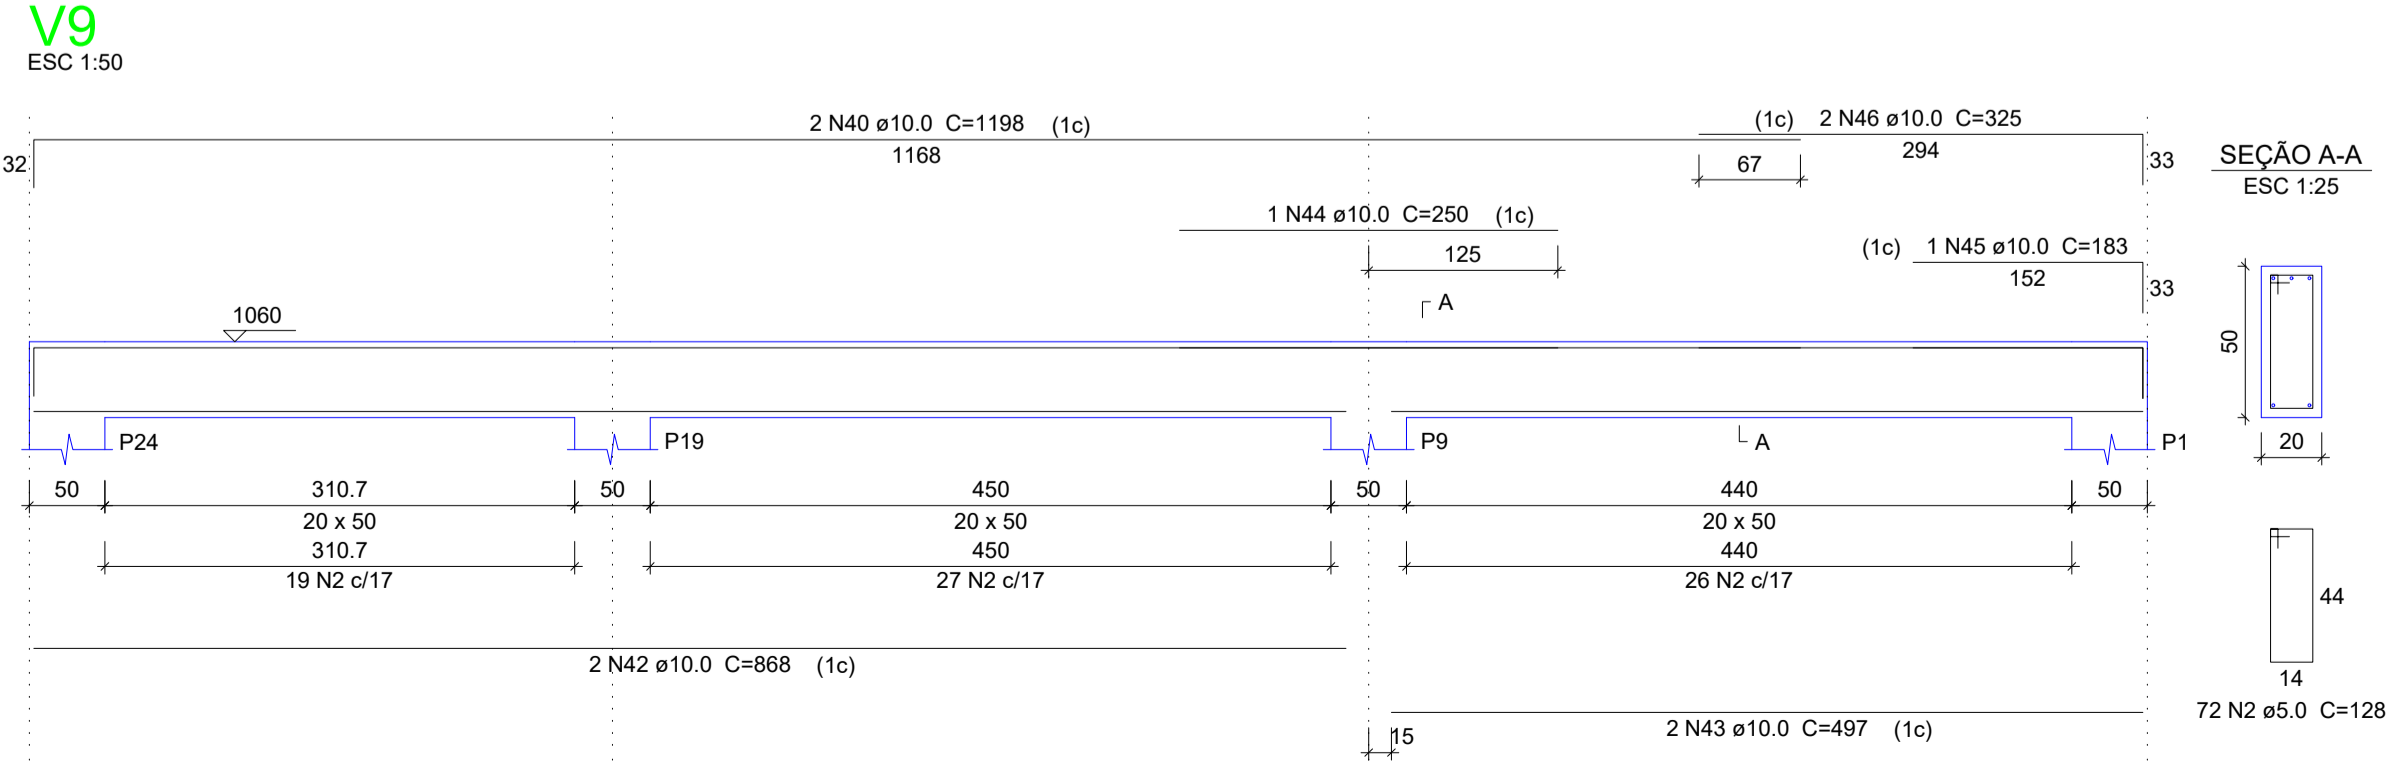 V9
ESC 1:50
2 N40 ø10.0 C=1198 (1c)
1168
32
(1c) 2 N46 ø10.0 C=325
294
67
33
SEÇÃO A-A
ESC 1:25
1 N44 ø10.0 C=250 (1c)
125
(1c) 1 N45 ø10.0 C=183
152
33
A
1060
50
20
P24
P19
P9
A
P1
50
310.7
50
450
50
440
50
20 x 50
20 x 50
20 x 50
310.7
450
440
19 N2 c/17
27 N2 c/17
26 N2 c/17
44
14
72 N2 ø5.0 C=128
2 N42 ø10.0 C=868 (1c)
2 N43 ø10.0 C=497 (1c)
15